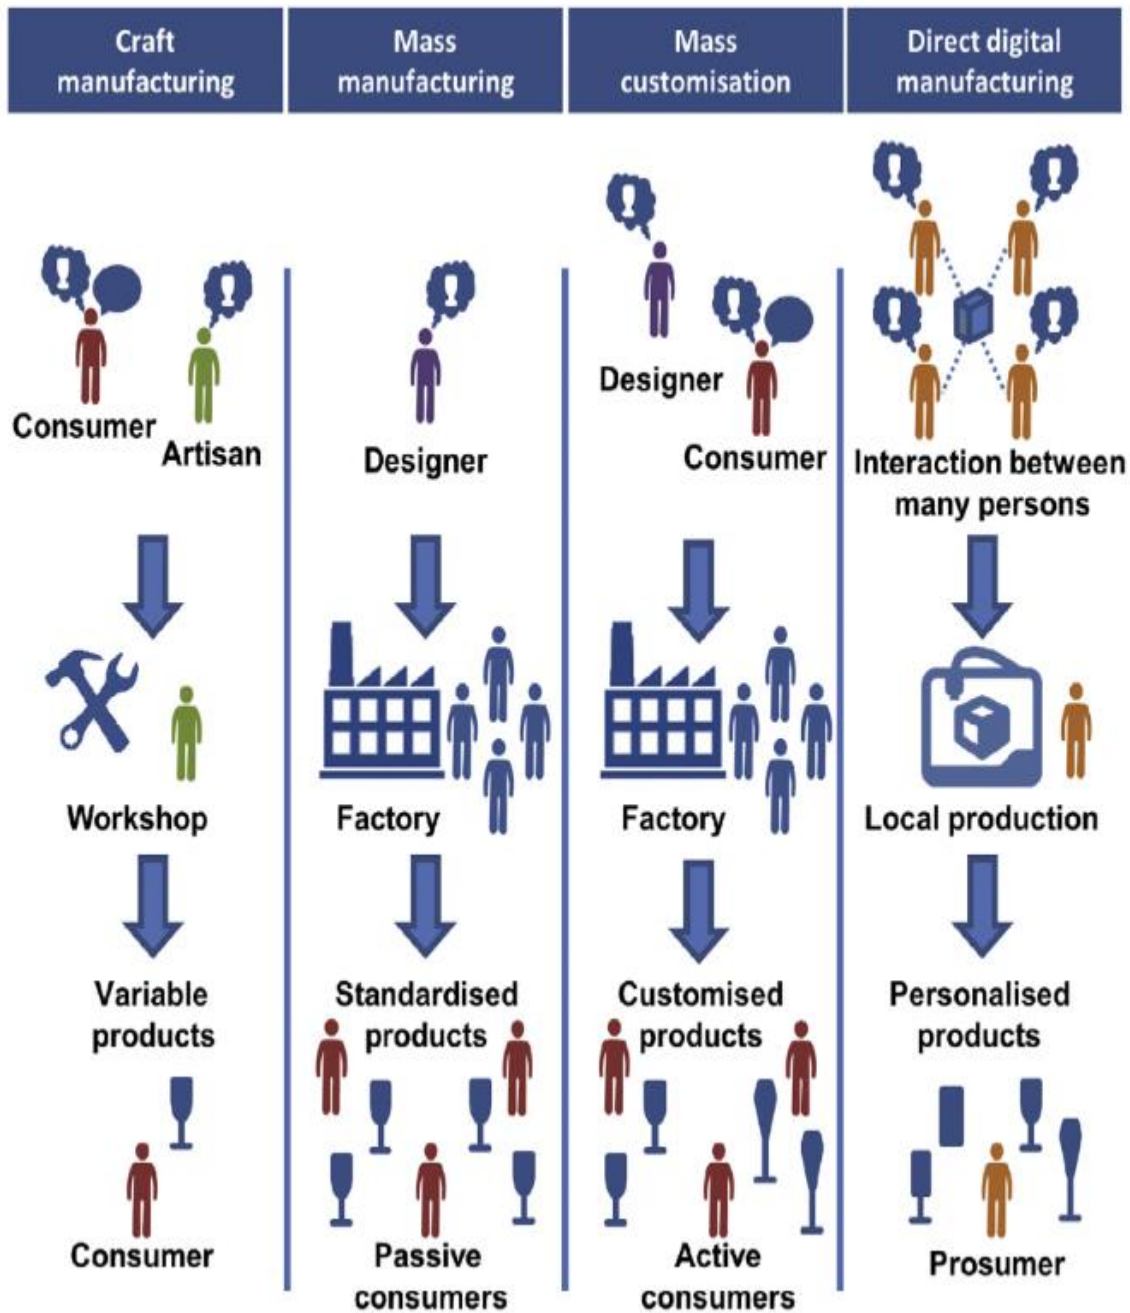 Craft
manufacturing
Mass
manufacturing
Mass
customisation
Direct digital
manufacturing
Consumer
Artisan
Workshop
Variable
products
Consumer
Designer
Factory
Standardised
products
Passive
consumers
Designer
Consumer
Factory
Customised
products
Active
consumers
Interaction between
many persons
Local production
Personalised
products
Prosumer